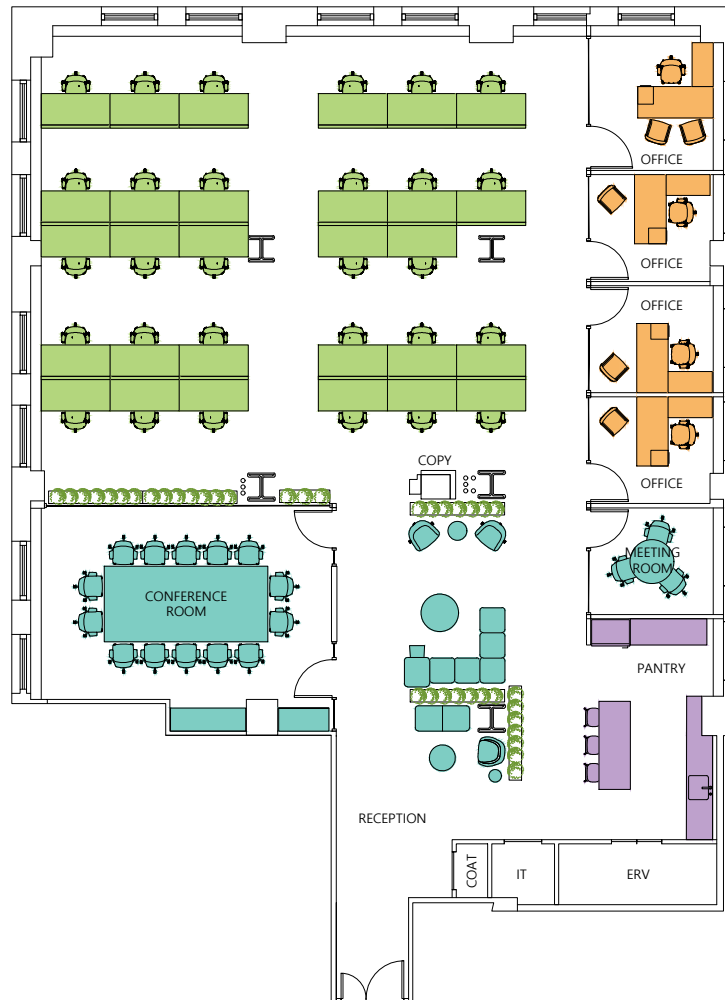 OFFICE
OFFICE
OFFICE
COPY
OFFICE
MEETING
ROOM
CONFERENCE
ROOM
PANTRY
RECEPTION
COAT
IT
ERV